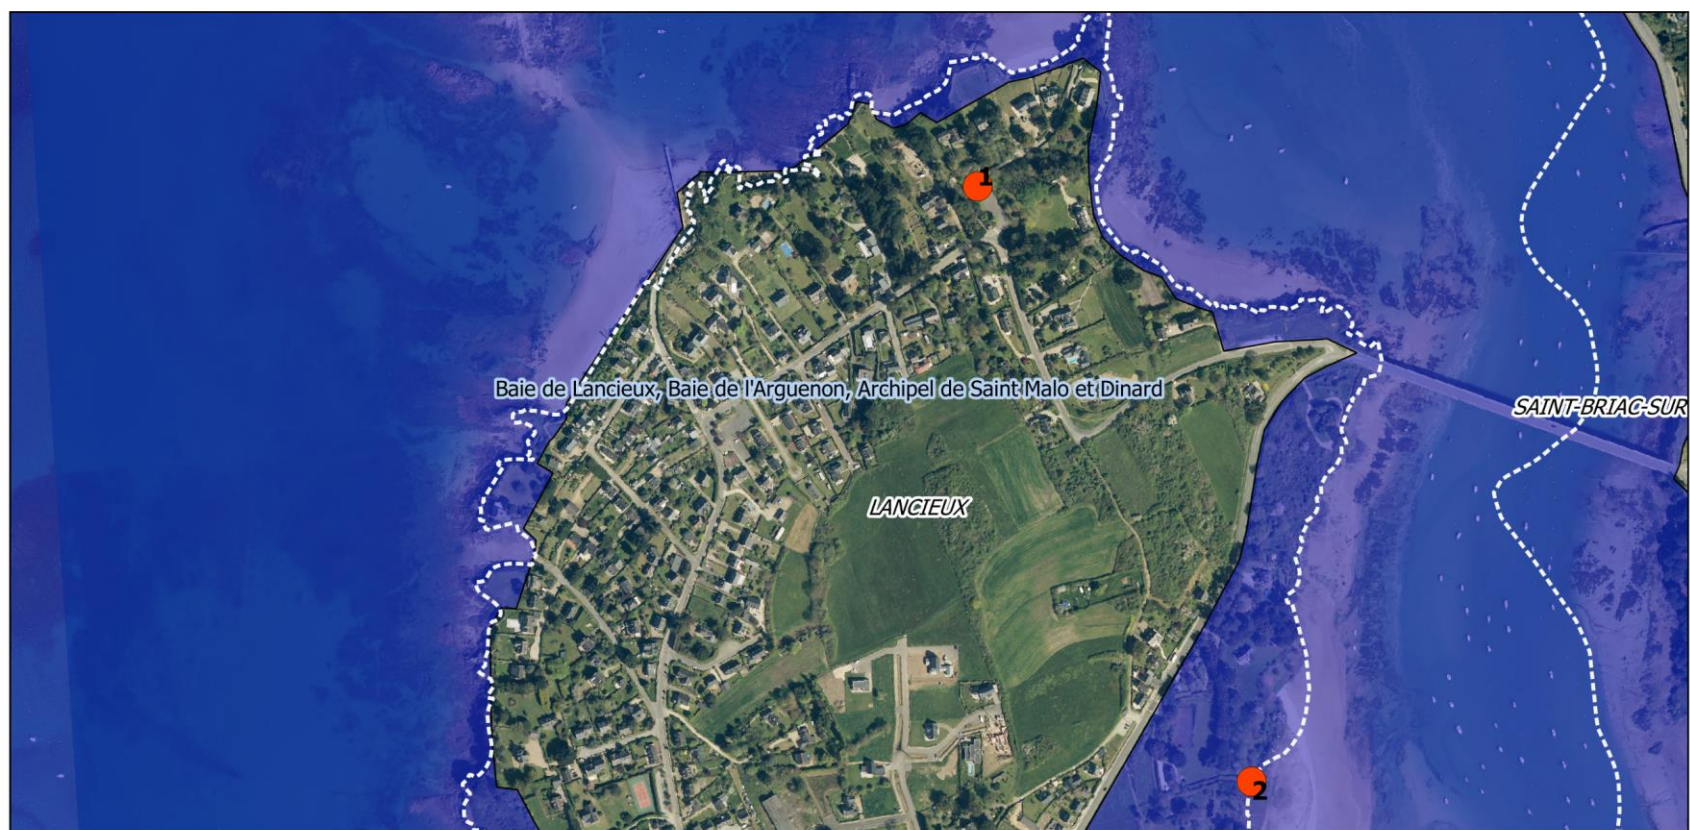 1
Baie de Lancieux, Baie de l'Arguenon, Archipel de Saint Malo et Dinard
SAINT-BRIAC-SUR
LANCIEUX
2